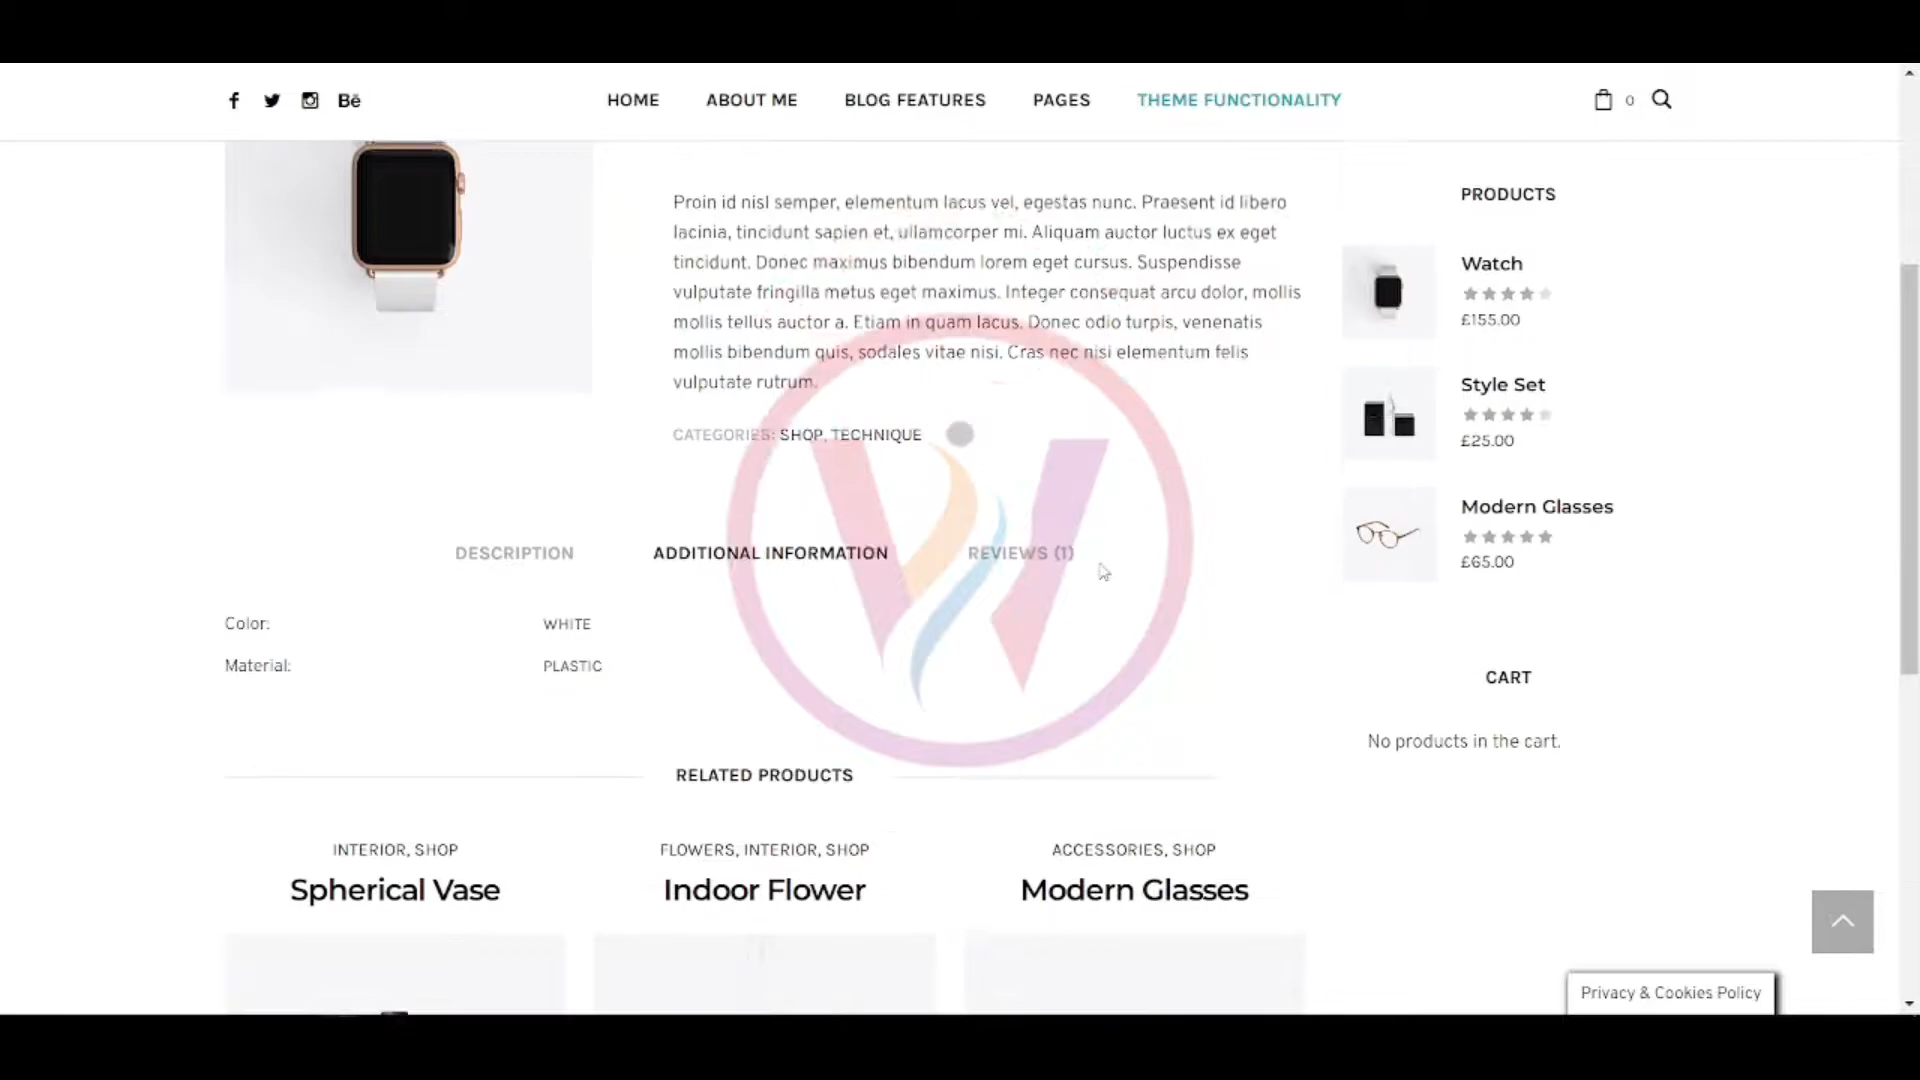 Bē
HOME
ABOUT ME
BLOG FEATURES
PAGES
THEME FUNCTIONALITY
0
Proin id nisl semper, elementum lacus vel, egestas nunc. Praesent id libero
lacinia, tincidunt sapien et, ullamcorper mi. Aliquam auctor luctus ex eget
tincidunt. Donec maximus bibendum lorem eget cursus. Suspendisse
vulputate fringilla metus eget maximus. Integer consequat arcu dolor, mollis
mollis tellus auctor a. Etiam in quam lacus. Donec odio turpis, venenatis
mollis bibendum quis, sodales vitae nisi. Cras nec nisi elementum felis
vulputate rutrum.
CATEGORIES: SHOP, TECHNIQUE
DESCRIPTION
ADDITIONAL INFORMATION
REVIEWS (1)
Color:
WHITE
Material:
PLASTIC
RELATED PRODUCTS
INTERIOR, SHOP
Spherical Vase
FLOWERS, INTERIOR, SHOP
Indoor Flower
ACCESSORIES, SHOP
Modern Glasses
PRODUCTS
Watch
£155.00
Style Set
£25.00
Modern Glasses
£65.00
CART
No products in the cart.
Privacy & Cookies Policy